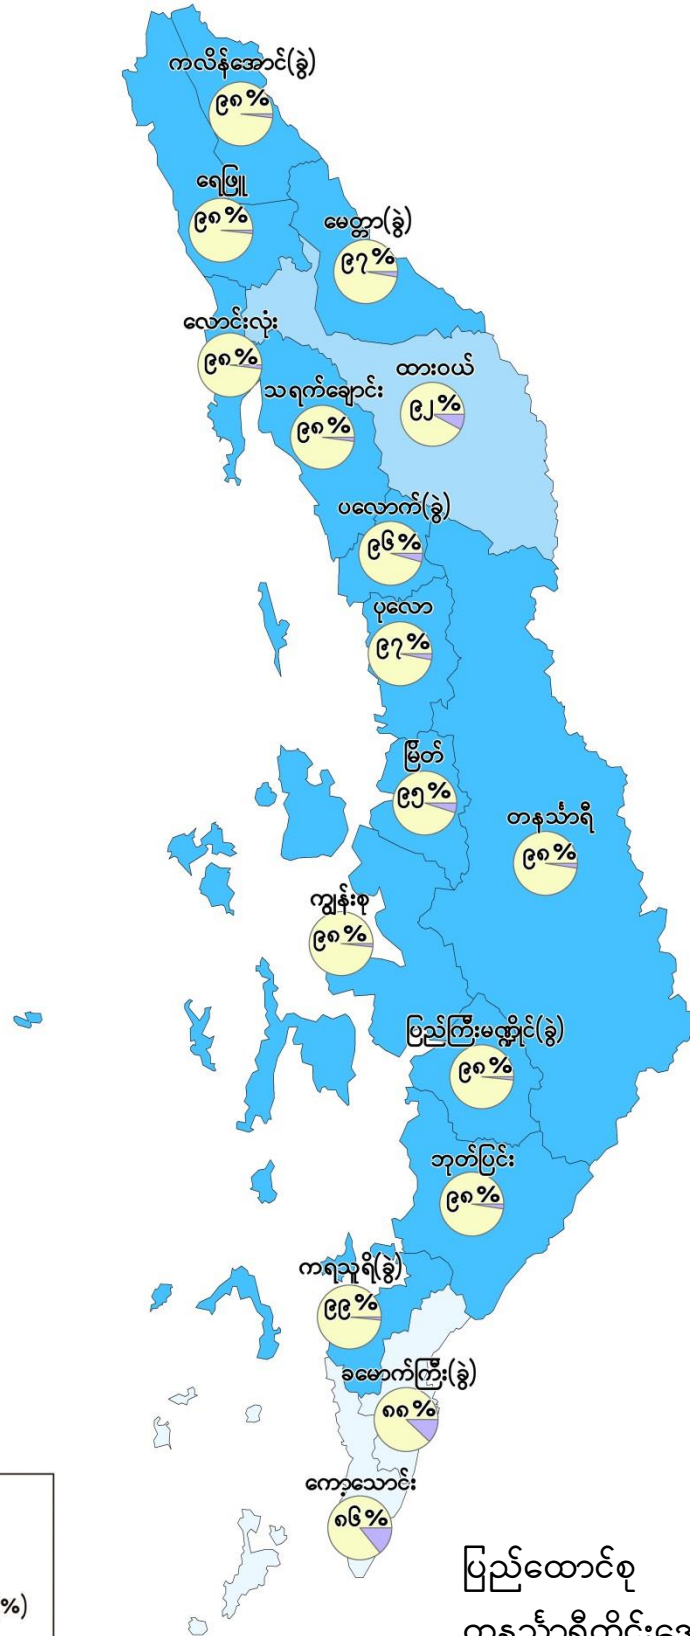 ကလိန်အောင်(ခွဲ)
၉၈%
ရေဖြူ
၉၈%
မေတ္တာ(ခွဲ)
၉၇%
လောင်းလုံး
၉၈%
ထားဝယ်
၉၂%
သရက်ချောင်း
၉၈%
ပလောက်(ခွဲ)
၉၆%
ပုလော
၉၇%
မြိတ်
၉၅%
တနင်္သာရီ
၉၈%
ကျွန်းစု
၉၈%
ပြည်ကြီးမဏ္ဍိုင်(ခွဲ)
၉၈%
ဘုတ်ပြင်း
၉၈%
ကရသူရိ(ခွဲ)
၉၉%
ခမောက်ကြီး(ခွဲ)
၈၈%
ကော့သောင်း
၈၆%
%)
ပြည်ထောင်စု